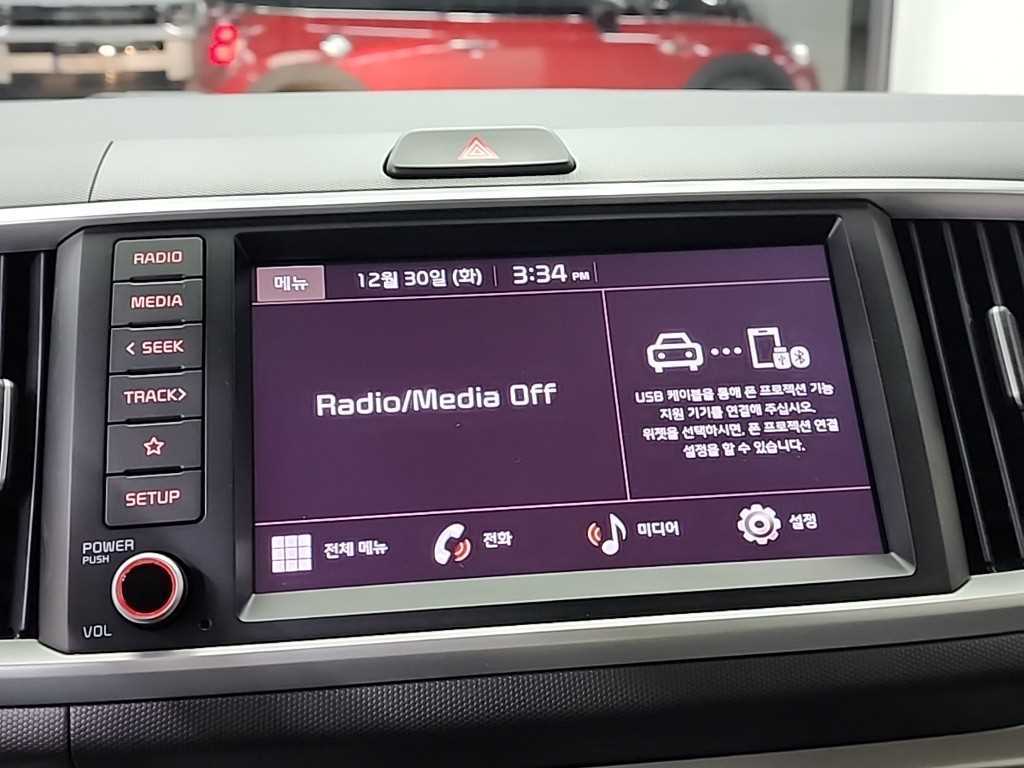 RADIO
MEDIA
< SEEK
TRACK>
SETUP
POWER
PUSH
VOL
메뉴
12월 30일 (화)
3:34 PM
Radio/Media Off
USB 케이블을 통해 폰 프로젝션 기능
지원 기기를 연결해 주십시오.
위젯을 선택하시면, 폰 프로젝션 연결
설정을 할 수 있습니다.
전체 메뉴
전화
미디어
설정